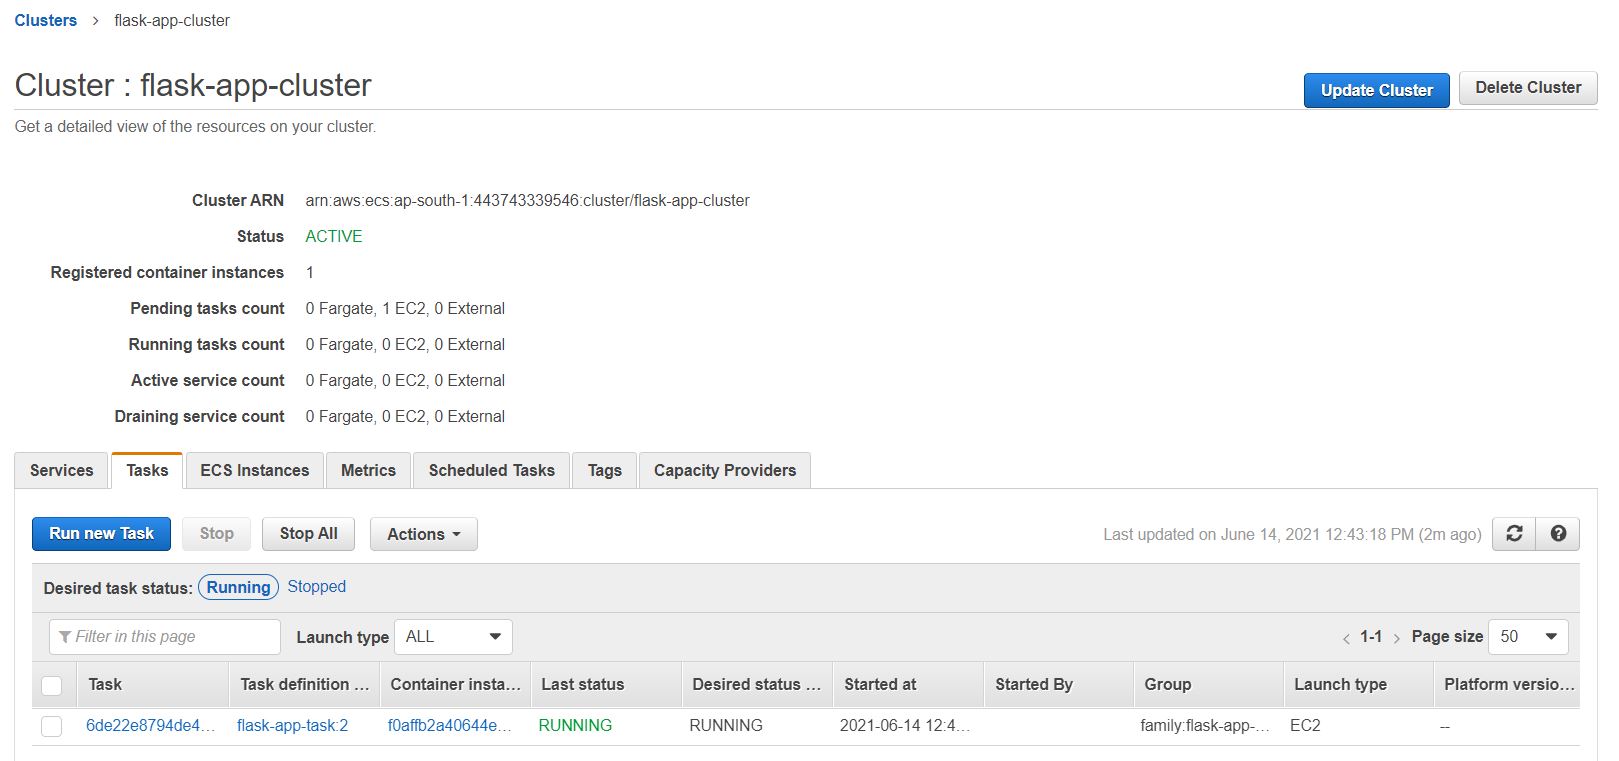 Clusters > flask-app-cluster
Cluster : flask-app-cluster
Update Cluster Delete Cluster
Get a detailed view of the resources on your cluster.
Cluster ARN arn:aws:ecs:ap-south-1:443743339546:cluster/flask-app-cluster
Status ACTIVE
Registered container instances 1
Pending tasks count 0 Fargate, 1 EC2, 0 External
Running tasks count 0 Fargate, 0 EC2, 0 External
Active service count 0 Fargate, 0 EC2, 0 External
Draining service count 0 Fargate, 0 EC2, 0 External
Services Tasks ECS Instances Metrics Scheduled Tasks Tags Capacity Providers
Run new Task Stop Stop All Actions Last updated on June 14, 2021 12:43:18 PM (2m ago) ?
Desired task status: Running Stopped
Filter in this page Launch type ALL < 1-1 > Page size 50
Task Task definition ... Container insta... Last status Desired status ... Started at Started By Group Launch type Platform versio...
6de22e8794de4... flask-app-task:2 f0affb2a40644e... RUNNING RUNNING 2021-06-14 12:4... family:flask-app-... EC2 --